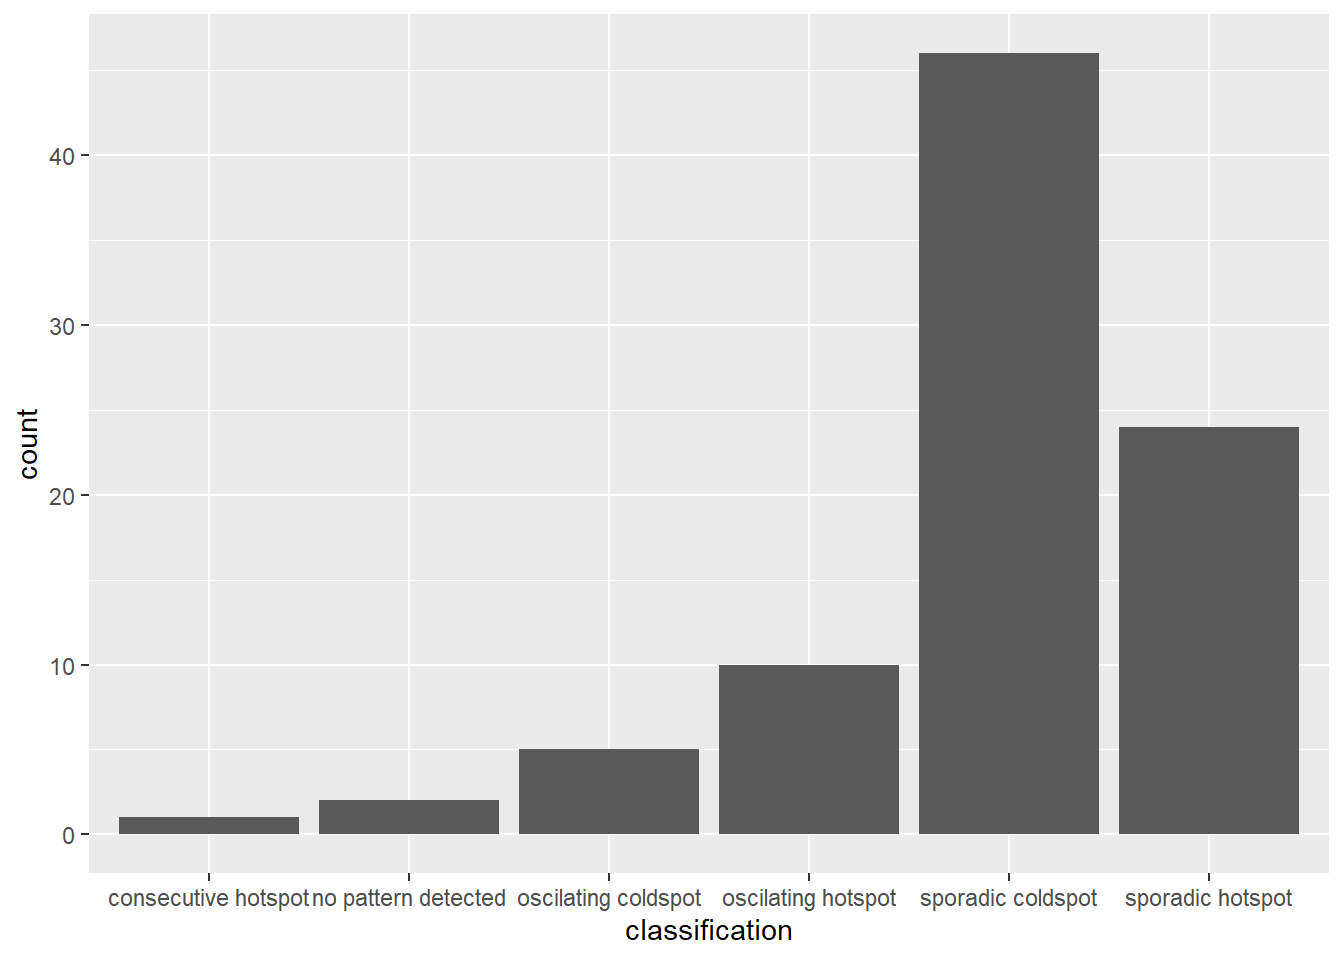 count
40
30
20
10
0
consecutive hotspot no pattern detected oscilating coldspot oscilating hotspot sporadic coldspot sporadic hotspot
classification